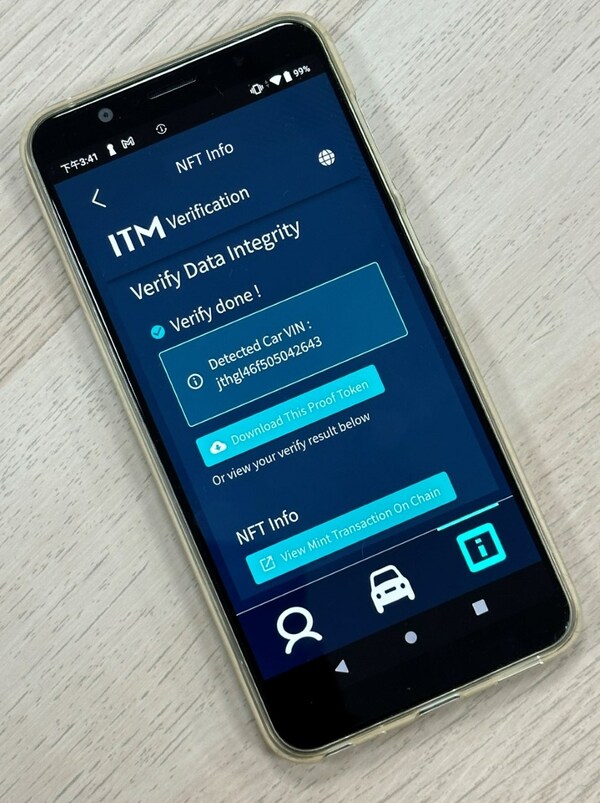 下午3:41
99%
NFT Info
ITM Verification
Verify Data Integrity
Verify done !
Detected Car VIN :
jthgl46f505042643
Download This Proof Token
Or view your verify result below
NFT Info
View Mint Transaction On Chain